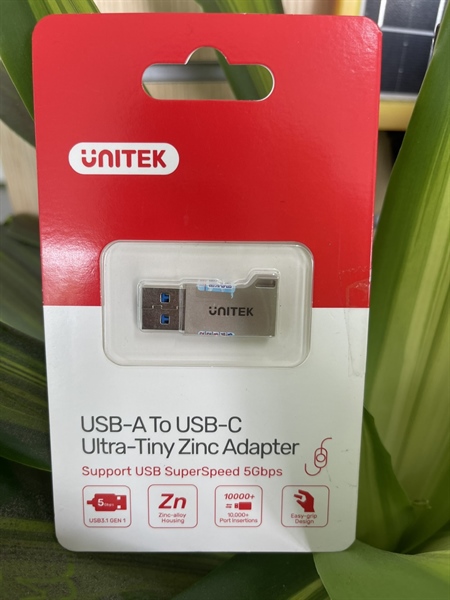 UNITEK
UNITEK
USB-A To USB-C
Ultra-Tiny Zinc Adapter
Support USB SuperSpeed 5Gbps
5Gbps
USB3.1 GEN 1
Zn
Zinc-alloy
Housing
10000+
10,000+
Port Insertions
Easy-grip
Design